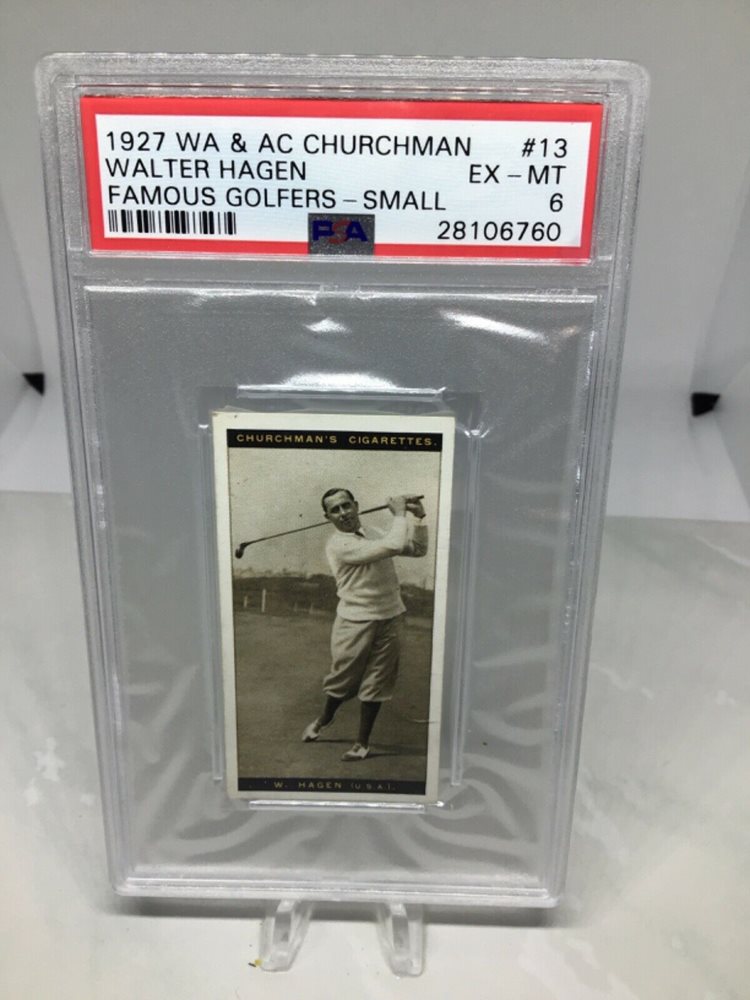 1927 WA & AC CHURCHMAN #13
WALTER HAGEN EX - MT
FAMOUS GOLFERS - SMALL 6
PSA 28106760
CHURCHMAN'S CIGARETTES.
W. HAGEN (U.S.A.).